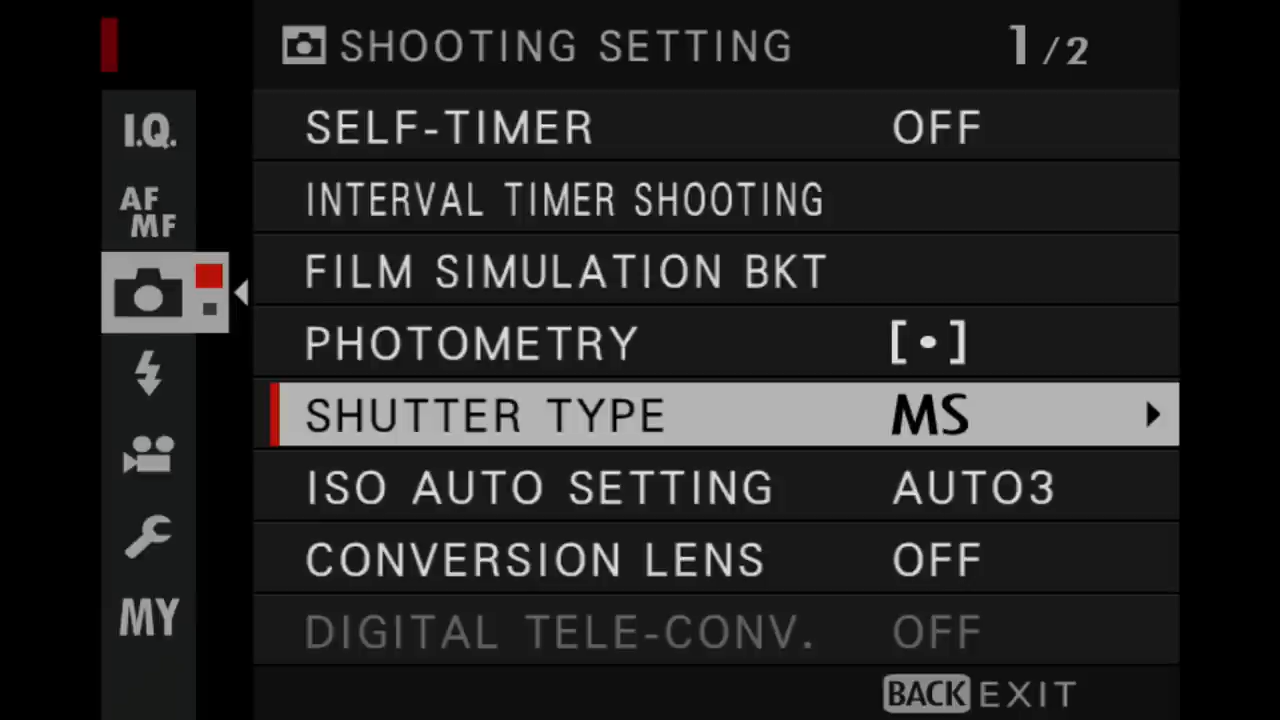 SHOOTING SETTING 1/2
I.Q.
AF
MF
MY
SELF-TIMER OFF
INTERVAL TIMER SHOOTING
FILM SIMULATION BKT
PHOTOMETRY [•]
SHUTTER TYPE MS
ISO AUTO SETTING AUTO3
CONVERSION LENS OFF
DIGITAL TELE-CONV. OFF
BACK EXIT